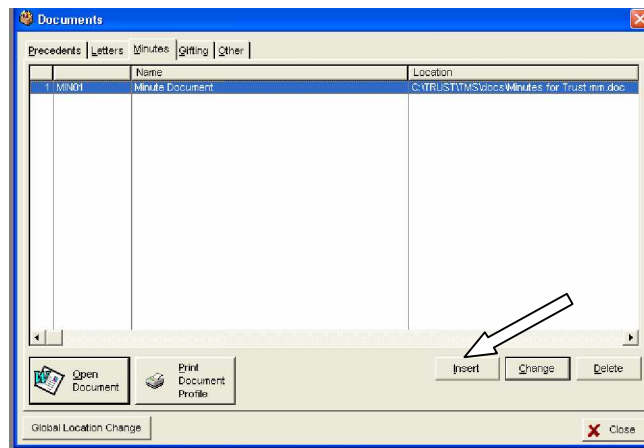 Documents
Precedents Letters Minutes Gifting Other
Name Location
1 MIN01 Minute Document C:\TRUST\TMS\docs\Minutes for Trust mm.doc
Open Document
Print Document Profile
Insert Change Delete
Global Location Change
Close